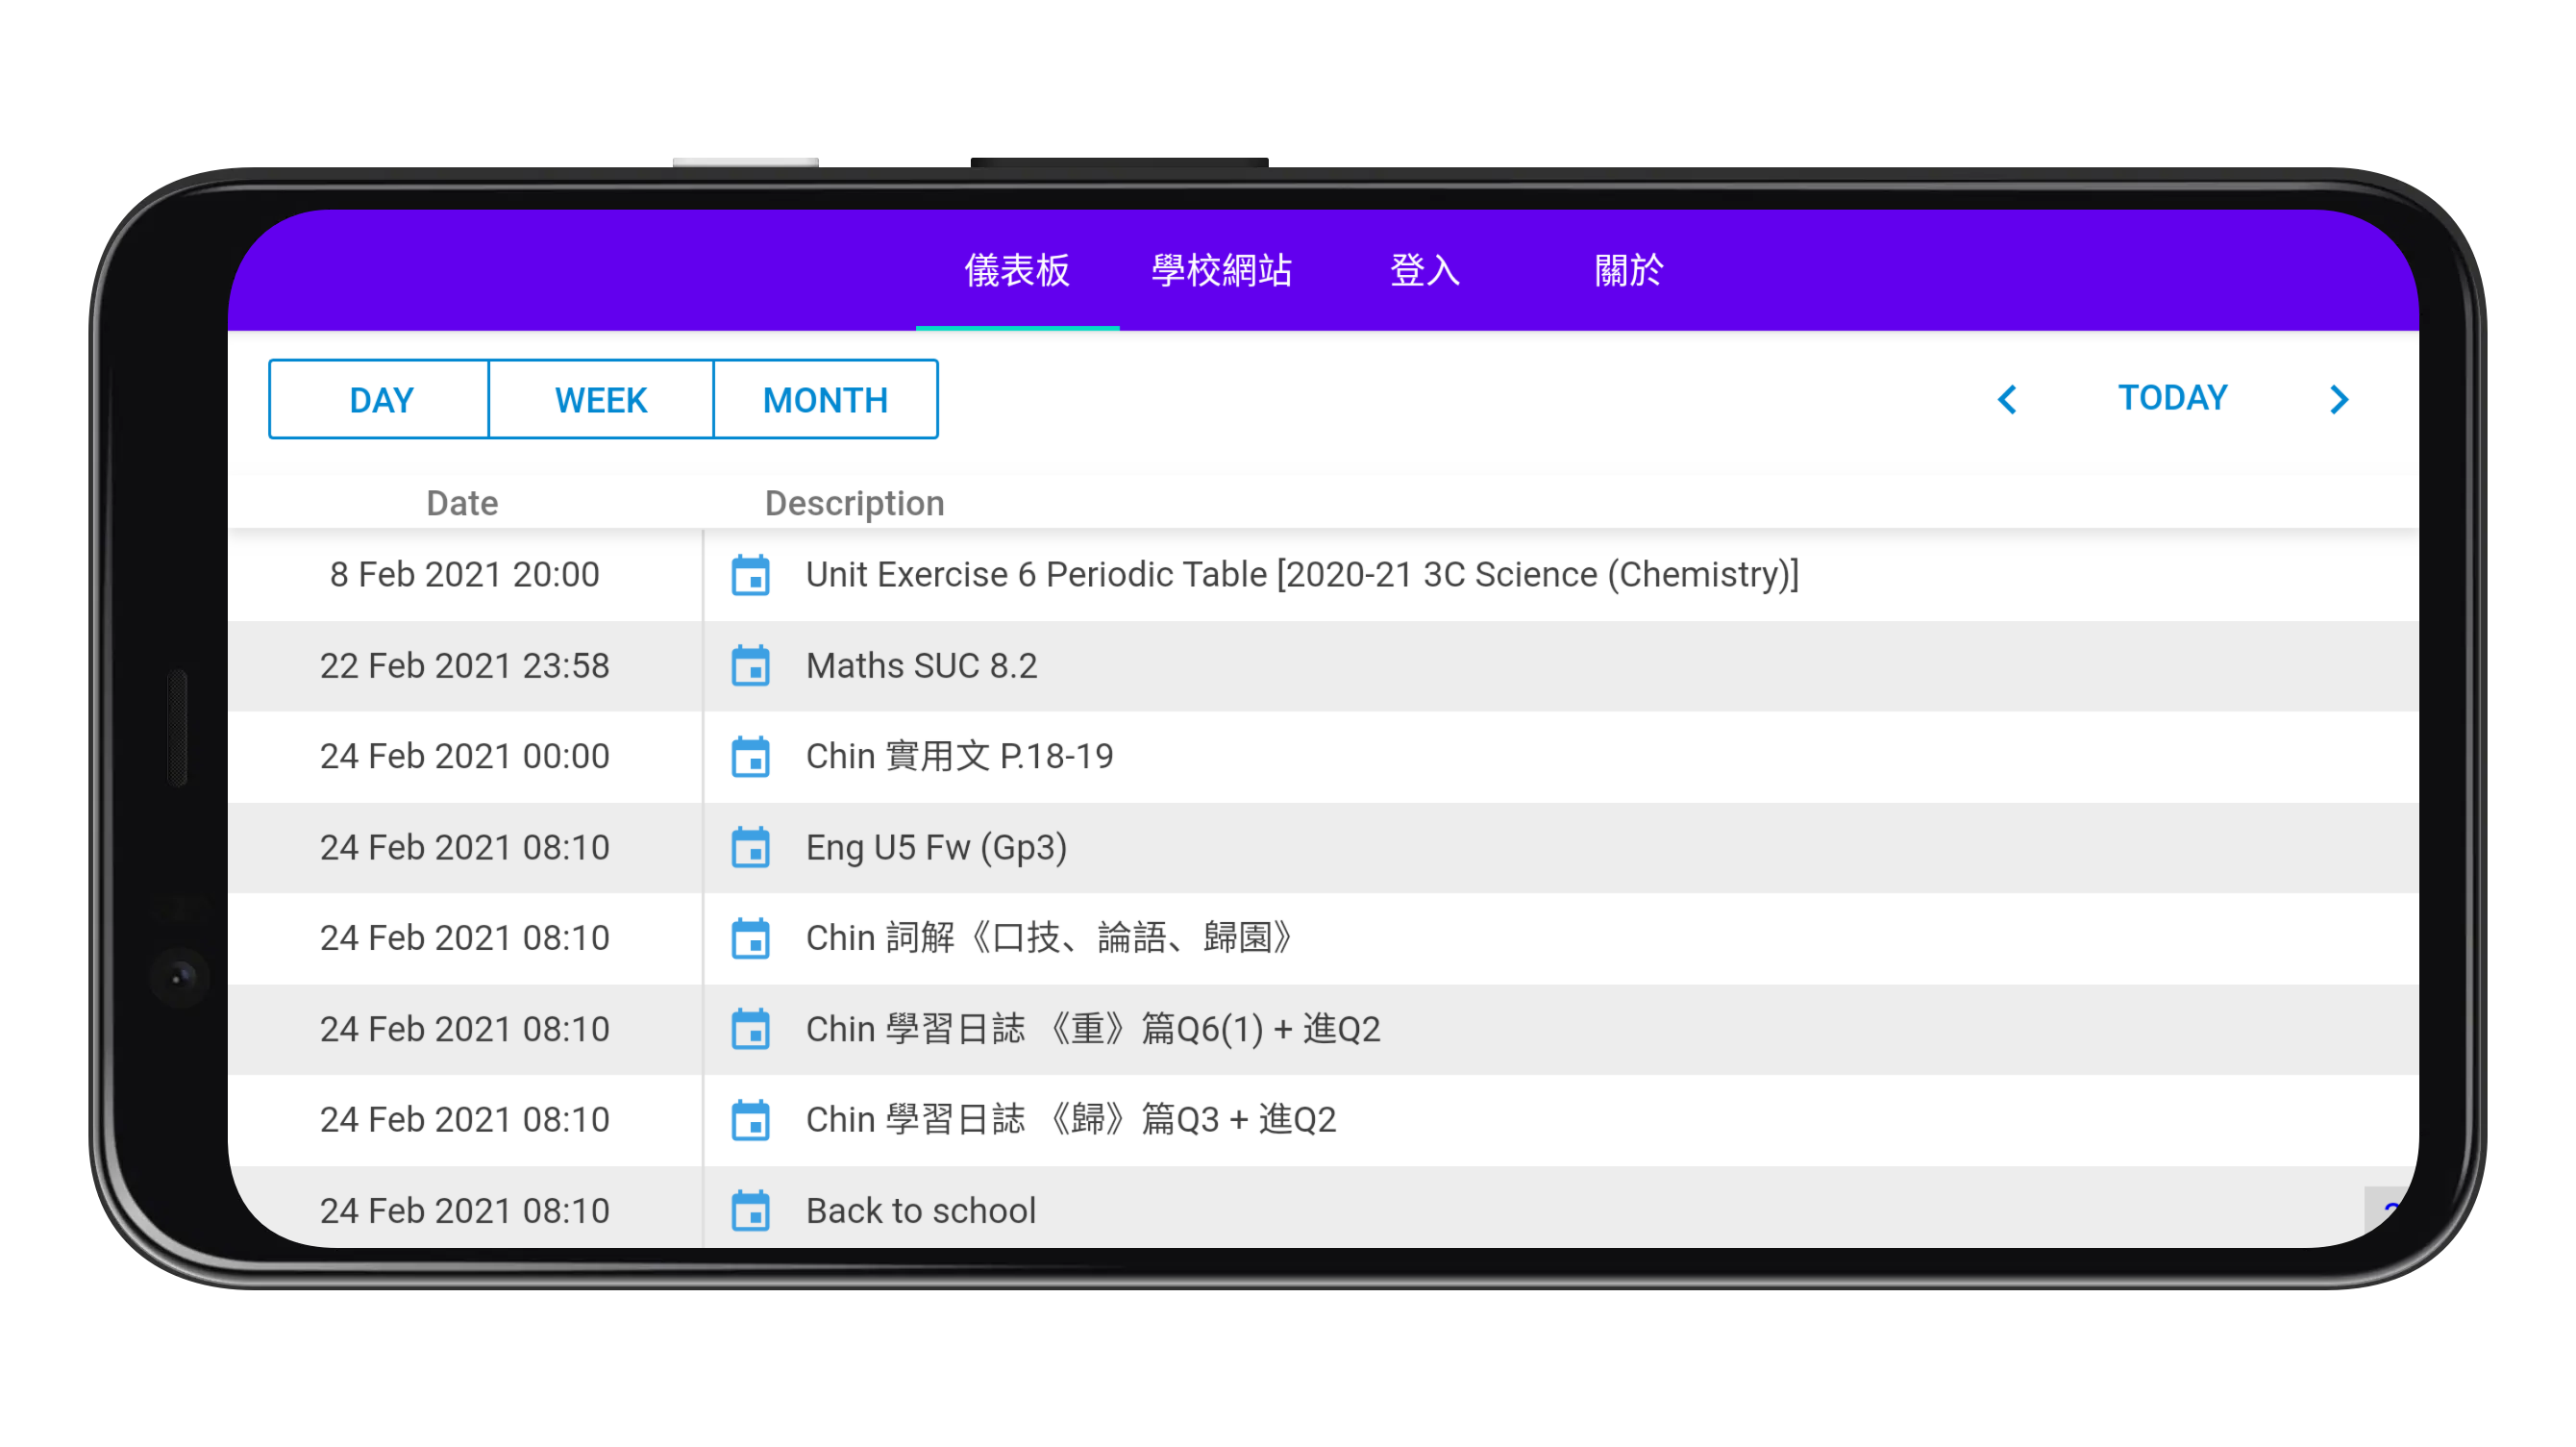 儀表板 學校網站 登入 關於
DAY WEEK MONTH TODAY
Date Description
8 Feb 2021 20:00 Unit Exercise 6 Periodic Table [2020-21 3C Science (Chemistry)]
22 Feb 2021 23:58 Maths SUC 8.2
24 Feb 2021 00:00 Chin 實用文 P.18-19
24 Feb 2021 08:10 Eng U5 Fw (Gp3)
24 Feb 2021 08:10 Chin 詞解《口技、論語、歸園》
24 Feb 2021 08:10 Chin 學習日誌 《重》篇Q6(1) + 進Q2
24 Feb 2021 08:10 Chin 學習日誌 《歸》篇Q3 + 進Q2
24 Feb 2021 08:10 Back to school